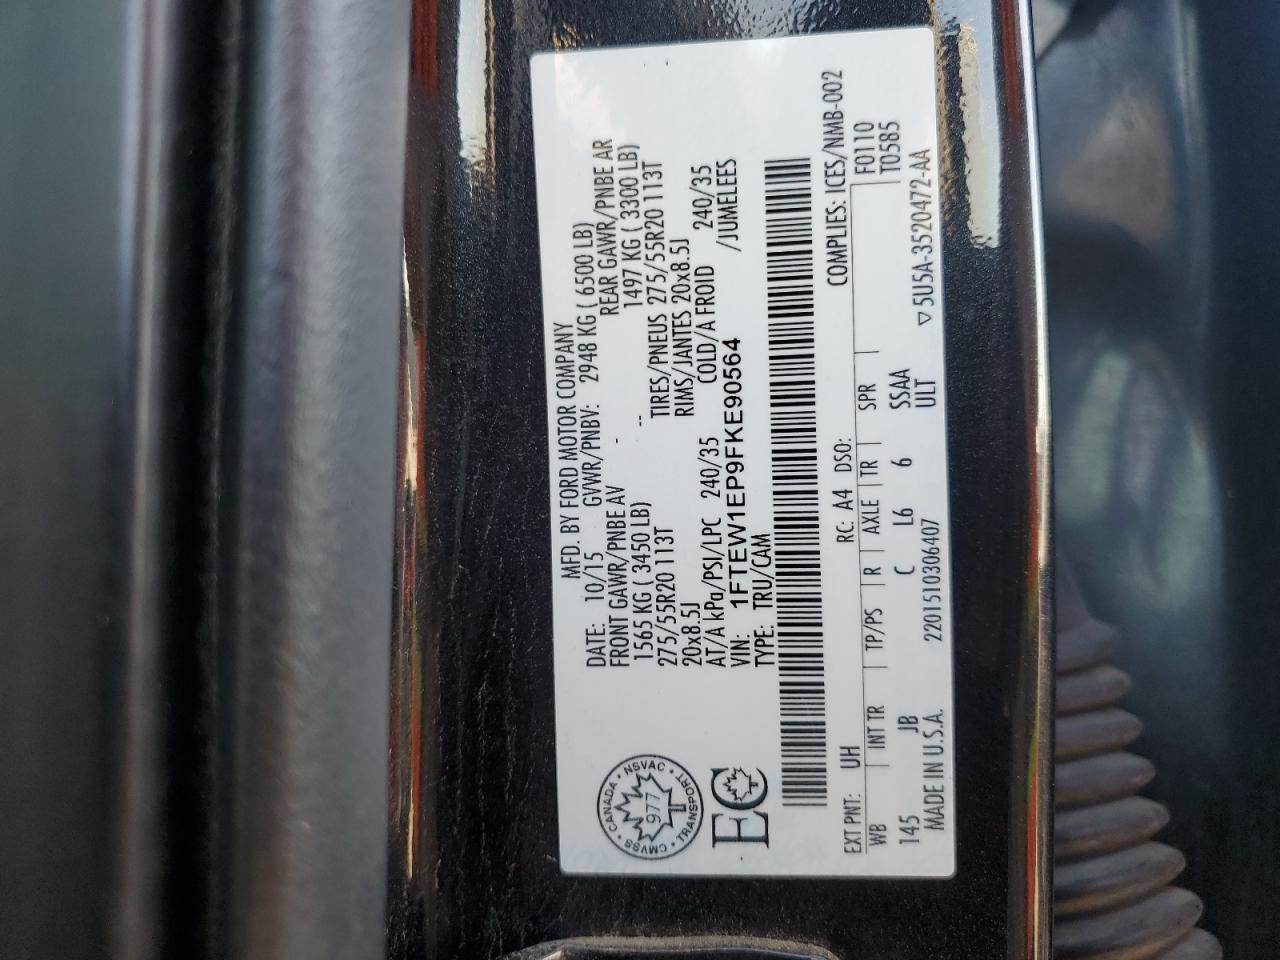 MFD. BY FORD MOTOR COMPANY
DATE: 10/15 GVWR/PNBV: 2948 KG ( 6500 LB)
FRONT GAWR/PNBE AV - REAR GAWR/PNBE AR
1565 KG ( 3450 LB) -- 1497 KG ( 3300 LB)
275/55R20 113T TIRES/PNEUS 275/55R20 113T
20x8.5J RIMS/JANTES 20x8.5J
AT/A kPa/PSI/LPC 240/35 COLD/A FROID 240/35
VIN: 1FTEW1EP9FKE90564 /JUMELEES
TYPE: TRU/CAM
CMVSS • CANADA • NSVAC • TRANSPORT •
977
EC
COMPLIES: ICES/NMB-002
EXT PNT: UH RC: A4 DSO: F0110
WB INT TR TP/PS R AXLE TR SPR T0585
145 JB C L6 6 SSAA
ULT
MADE IN U.S.A. 2201510306407 ▽5U5A-3520472-AA